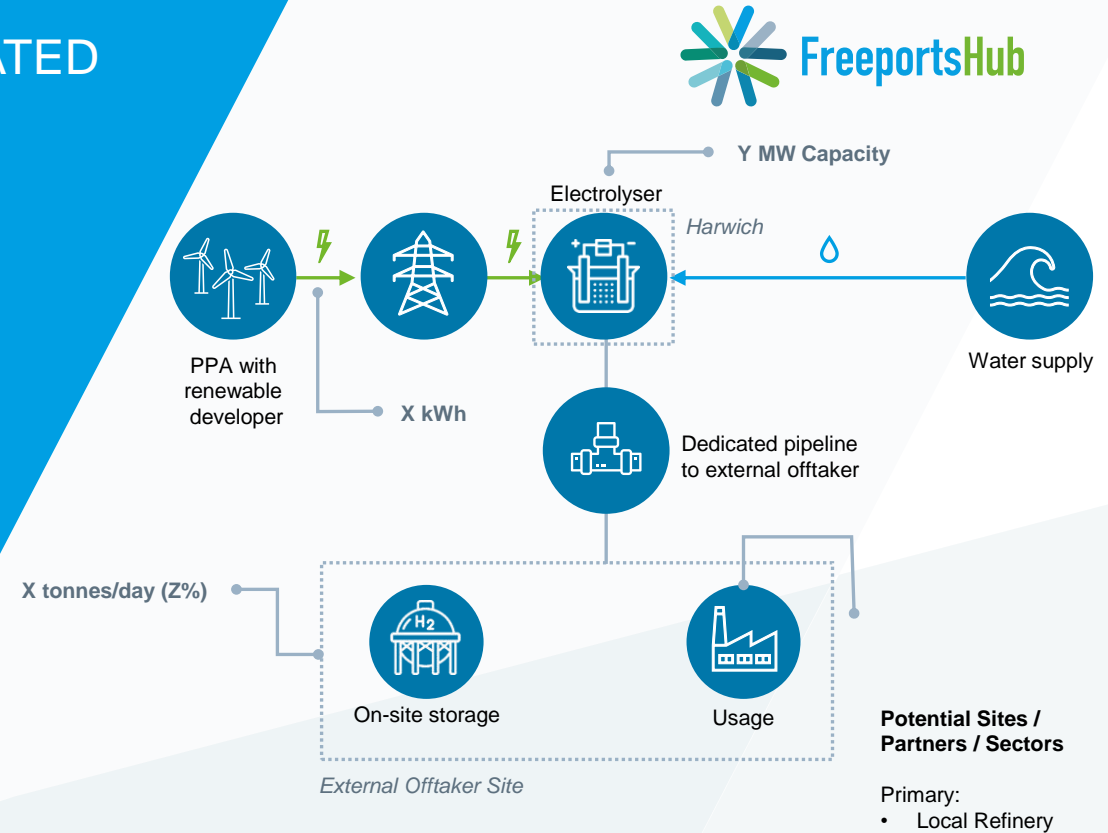 FreeportsHub
Y MW Capacity
Electrolyser
Harwich
PPA with
renewable
developer
Water supply
X kWh
Dedicated pipeline
to external offtaker
X tonnes/day (Z%)
H2
On-site storage
Usage
External Offtaker Site
Potential Sites /
Partners / Sectors
Primary:
• Local Refinery